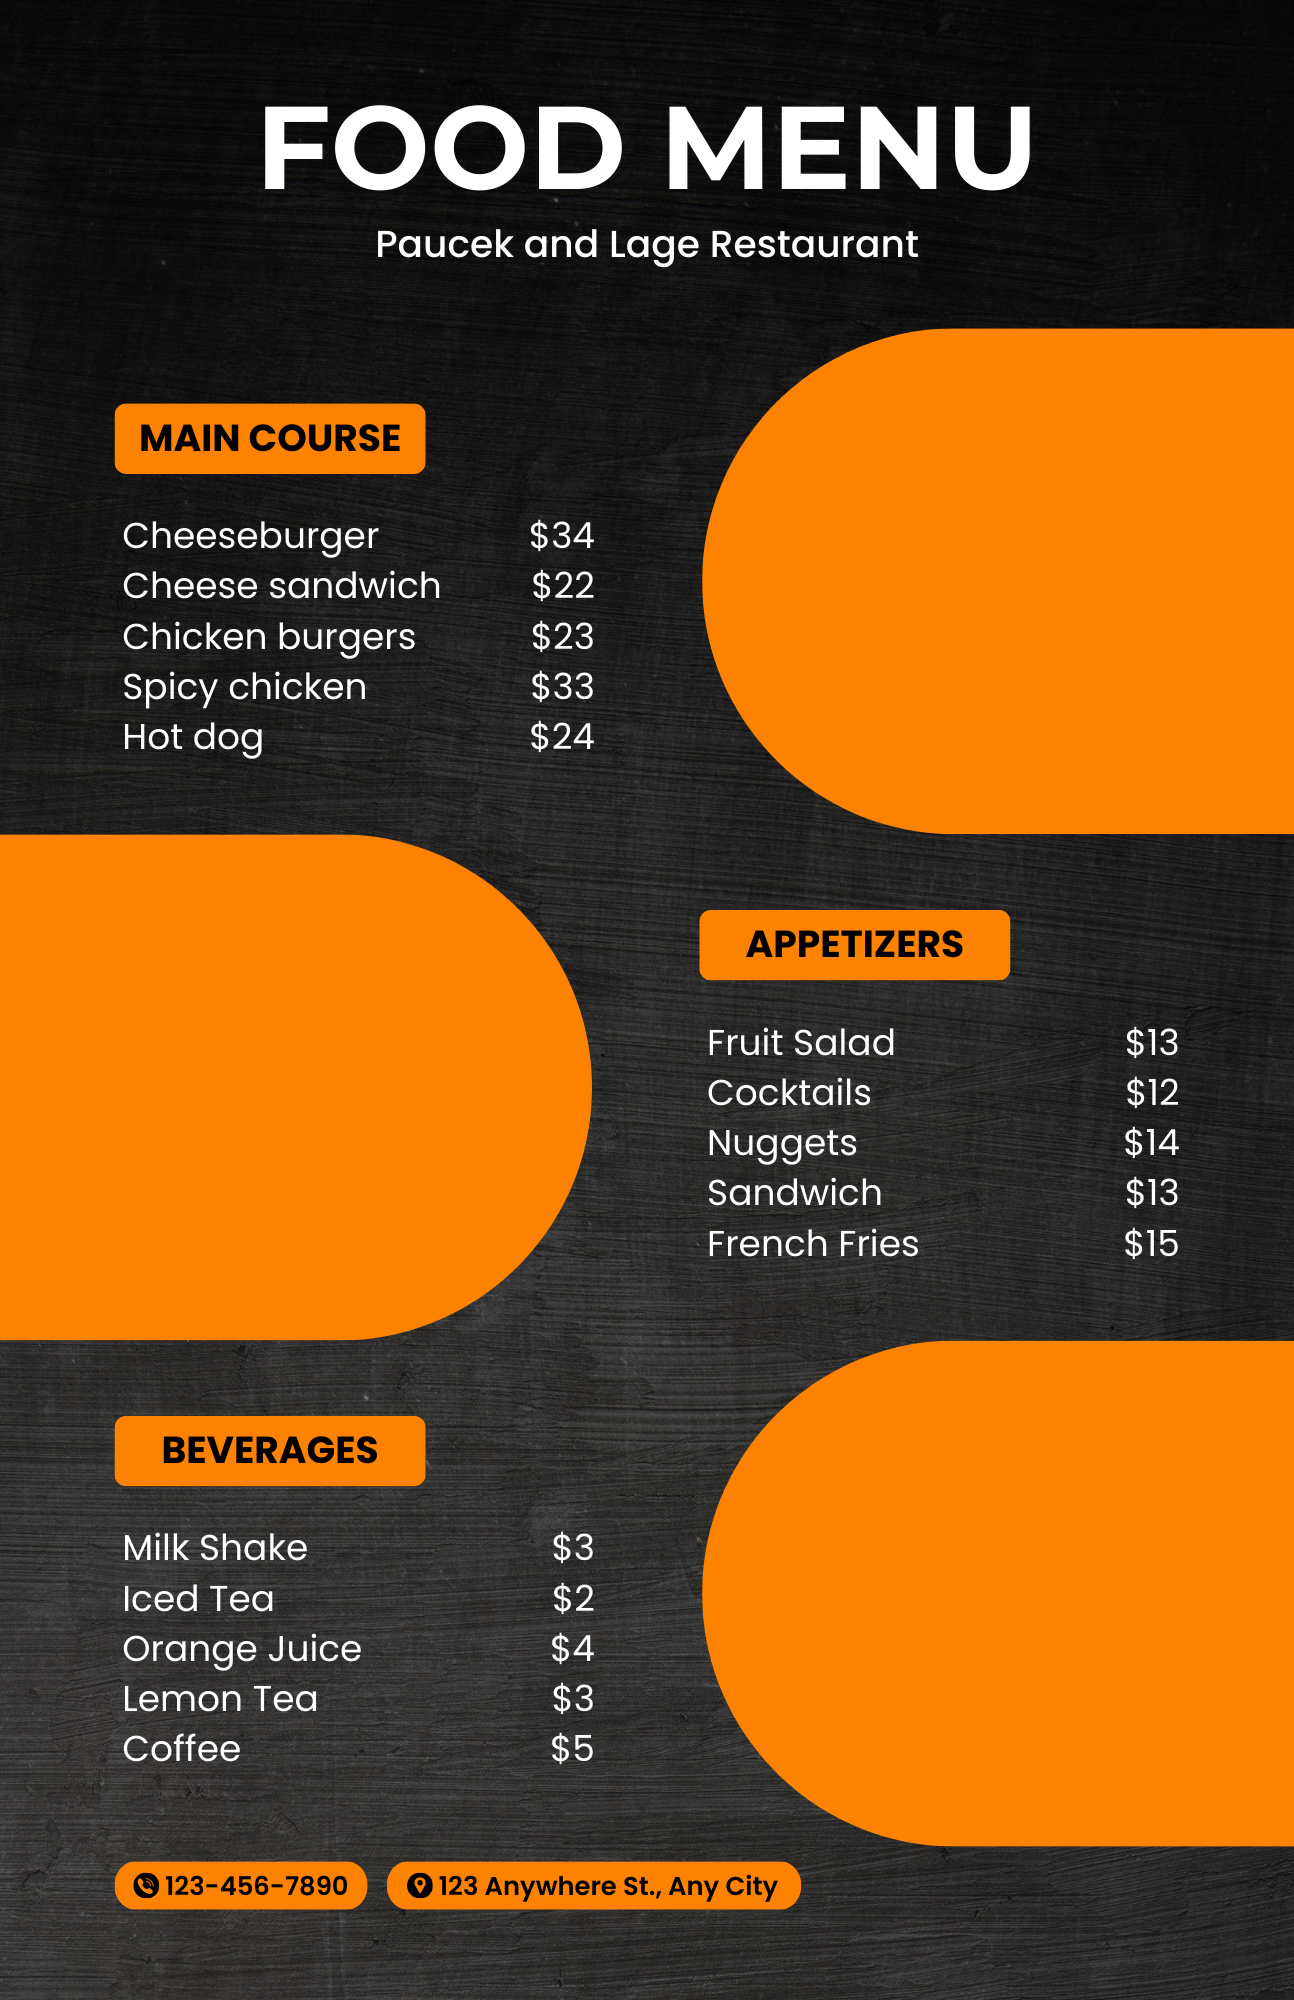 FOOD MENU
Paucek and Lage Restaurant
MAIN COURSE
Cheeseburger $34
Cheese sandwich $22
Chicken burgers $23
Spicy chicken $33
Hot dog $24
APPETIZERS
Fruit Salad $13
Cocktails $12
Nuggets $14
Sandwich $13
French Fries $15
BEVERAGES
Milk Shake $3
Iced Tea $2
Orange Juice $4
Lemon Tea $3
Coffee $5
123-456-7890 123 Anywhere St., Any City